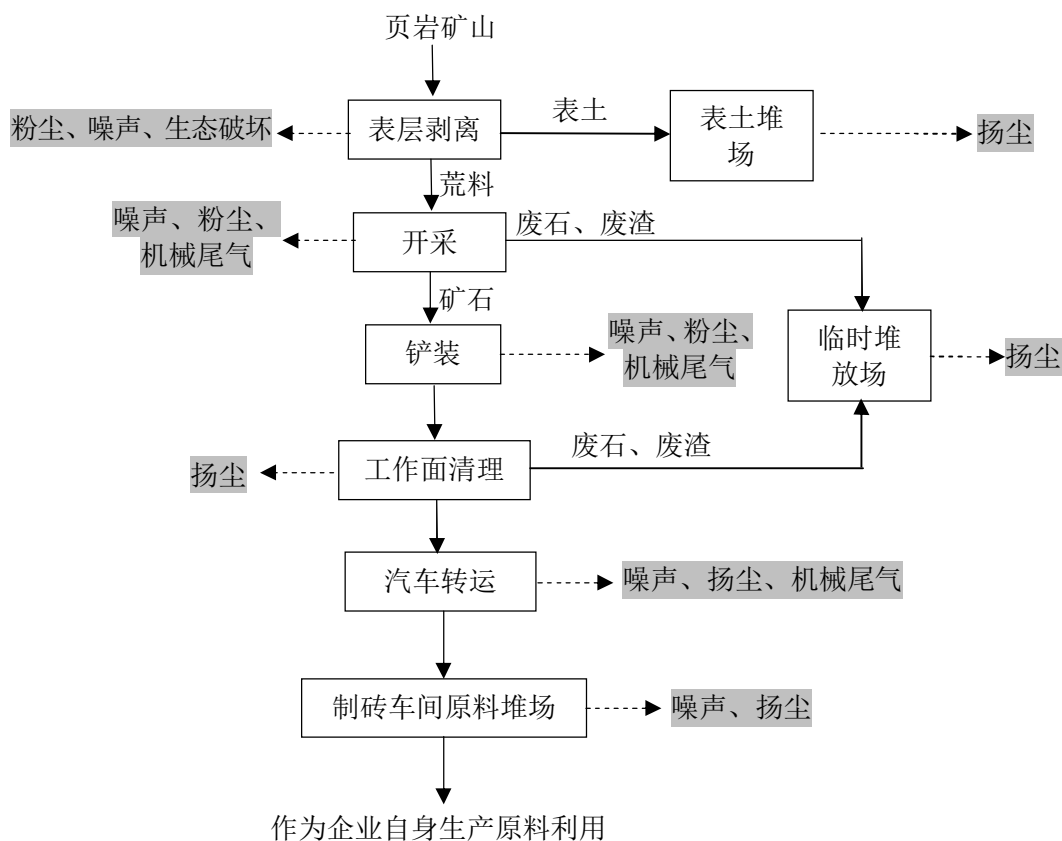 页岩矿山
粉尘、噪声、生态破坏
表层剥离
表土
表土堆
场
扬尘
荒料
噪声、粉尘、
机械尾气
开采
废石、废渣
矿石
铲装
噪声、粉尘、
机械尾气
临时堆
放场
扬尘
废石、废渣
扬尘
工作面清理
汽车转运
噪声、扬尘、机械尾气
制砖车间原料堆场
噪声、扬尘
作为企业自身生产原料利用